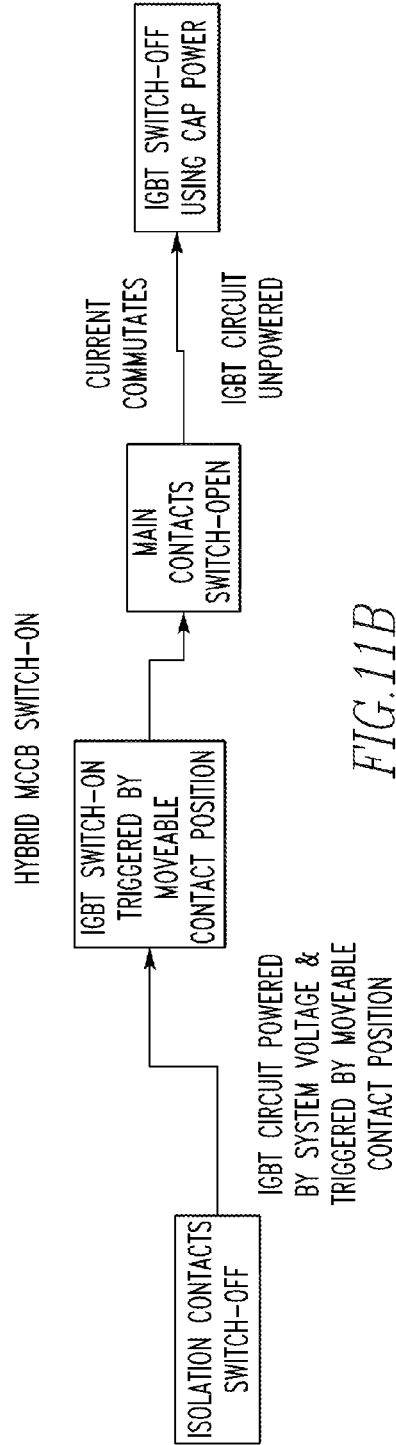 HYBRID MCCB SWITCH-ON
ISOLATION CONTACTS
SWITCH-OFF
IGBT CIRCUIT POWERED
BY SYSTEM VOLTAGE &
TRIGGERED BY MOVEABLE
CONTACT POSITION
IGBT SWITCH-ON
TRIGGERED BY
MOVEABLE
CONTACT POSITION
MAIN
CONTACTS
SWITCH-OPEN
CURRENT
COMMUTATES
IGBT CIRCUIT
UNPOWERED
IGBT SWITCH-OFF
USING CAP POWER
FIG.11B